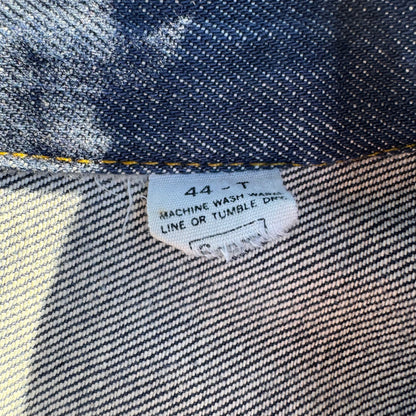 44 - T
MACHINE WASH WARM
LINE OR TUMBLE DRY